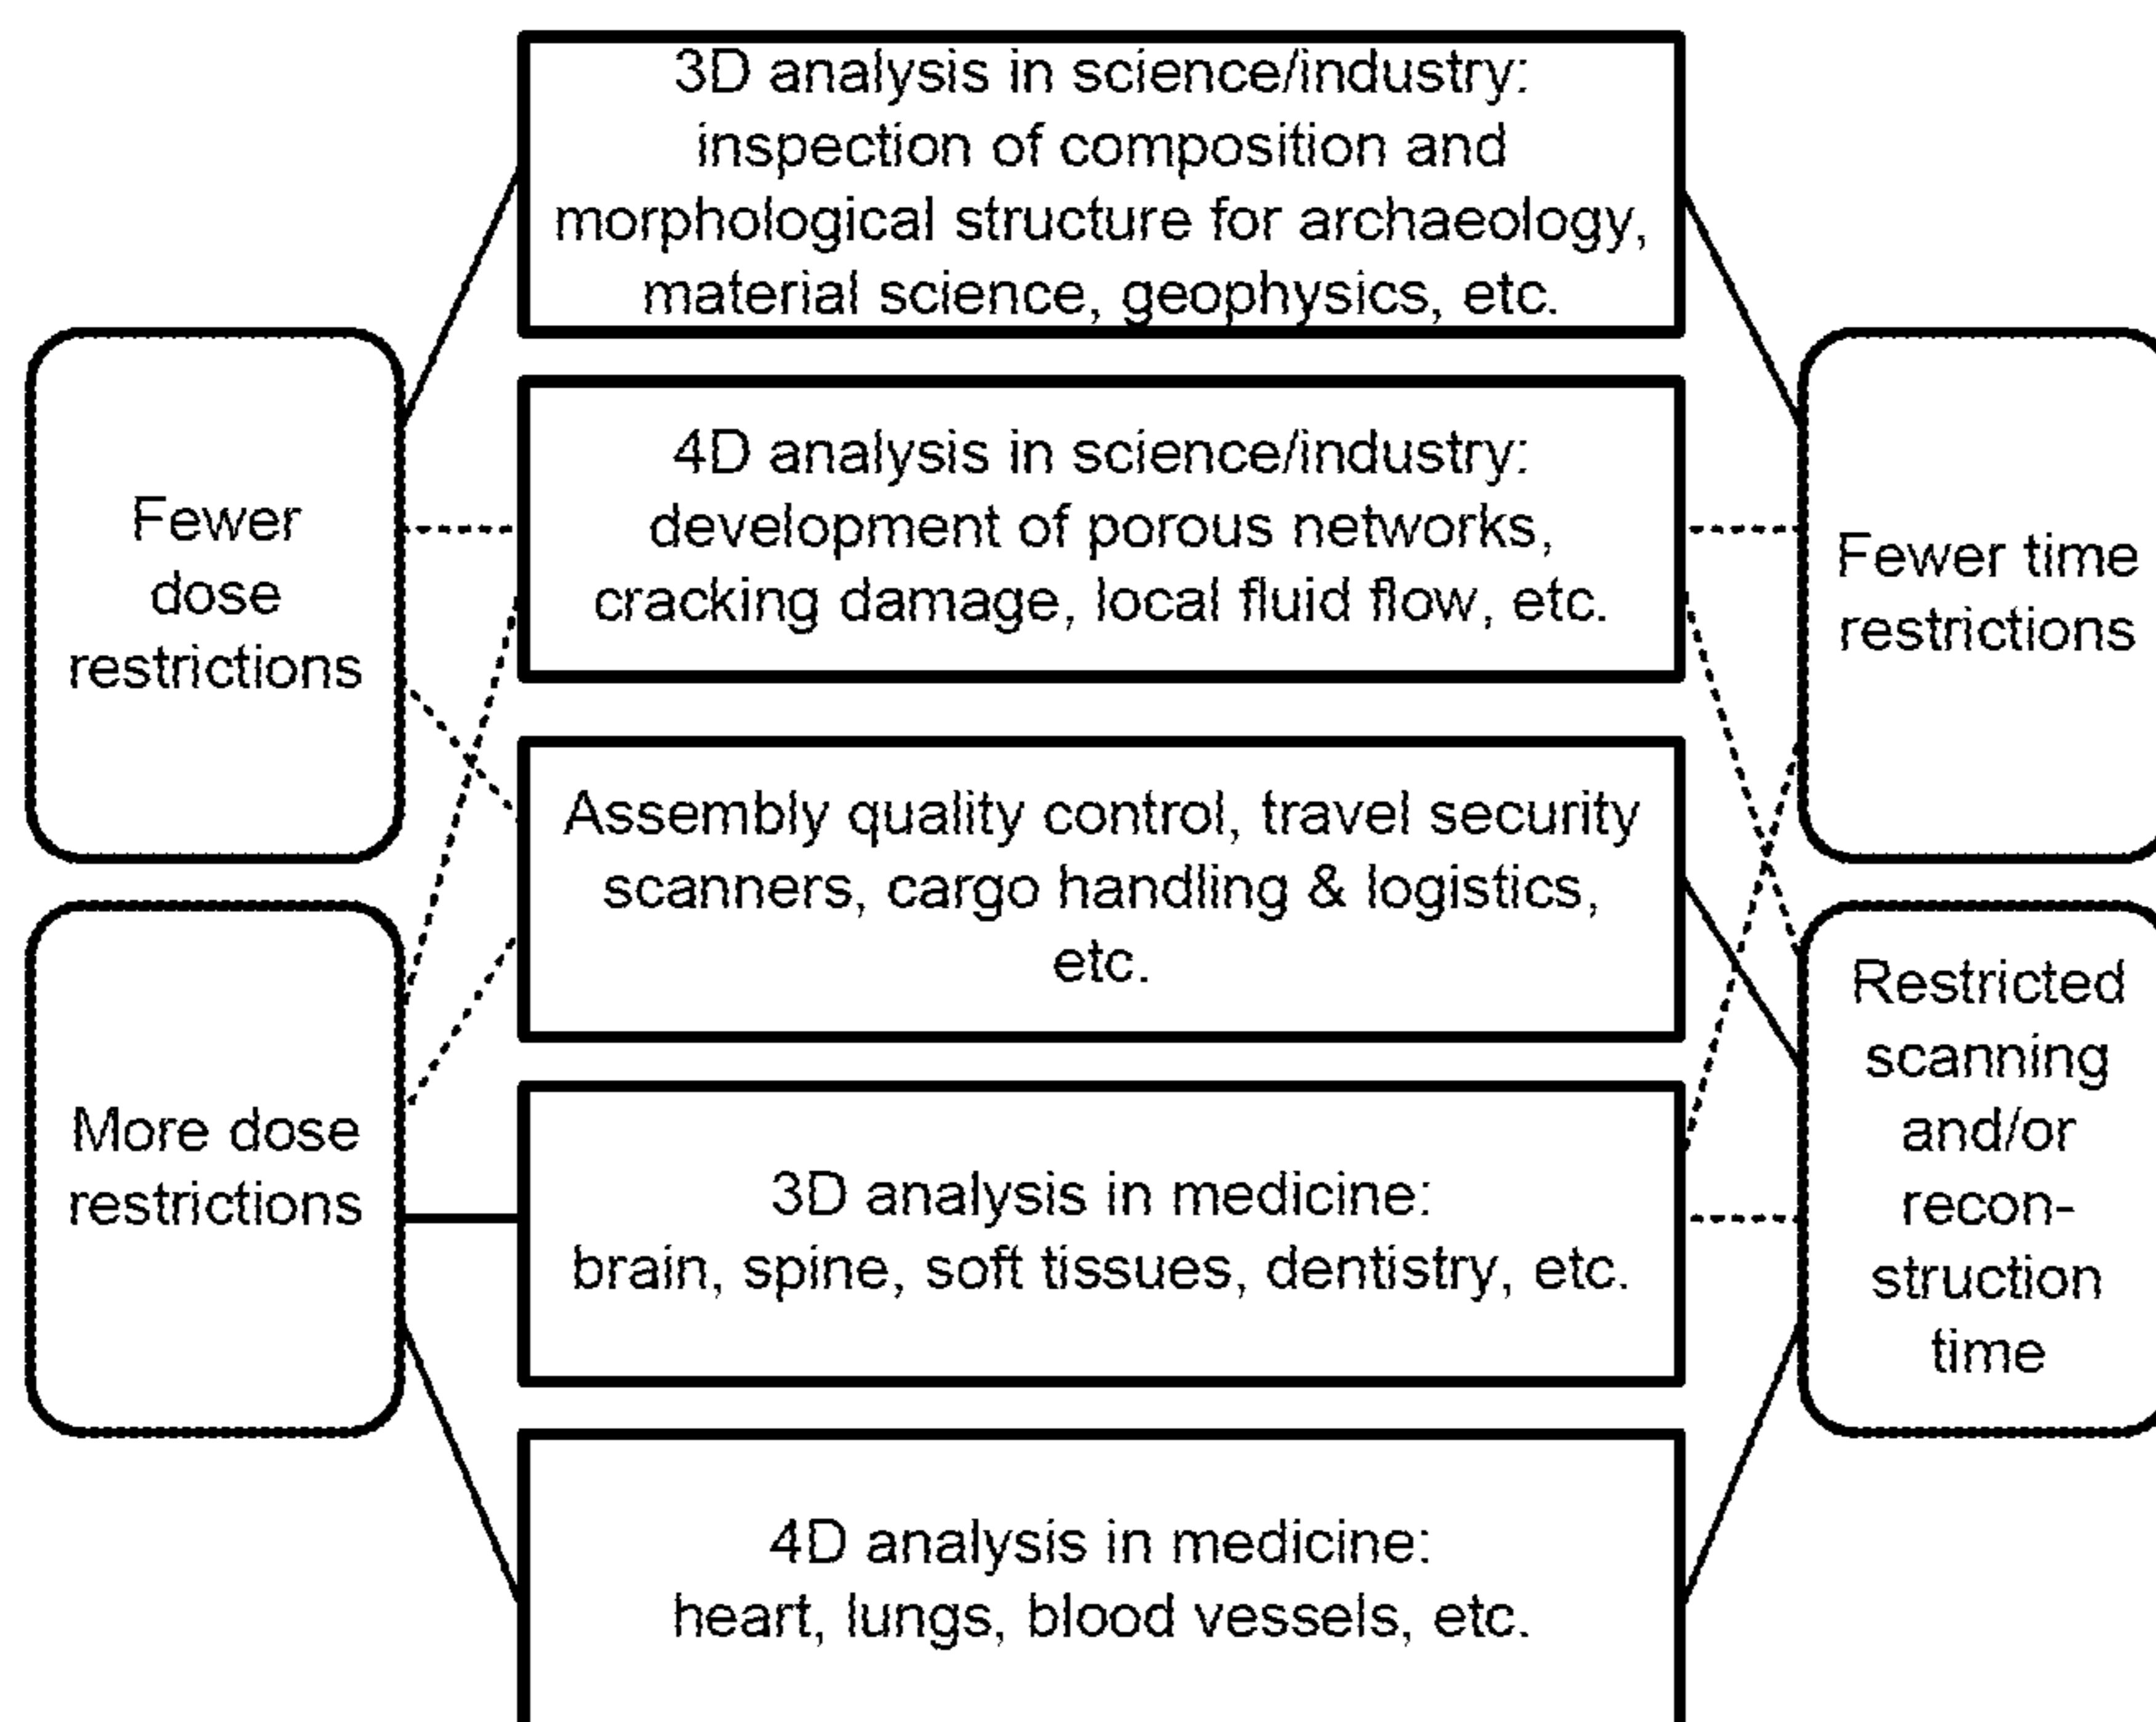 3D analysis in science/industry:
inspection of composition and
morphological structure for archaeology,
material science, geophysics, etc.
Fewer
dose
restrictions
4D analysis in science/industry:
development of porous networks,
cracking damage, local fluid flow, etc.
Fewer time
restrictions
Assembly quality control, travel security
scanners, cargo handling & logistics,
etc.
More dose
restrictions
3D analysis in medicine:
brain, spine, soft tissues, dentistry, etc.
Restricted
scanning
and/or
recon-
struction
time
4D analysis in medicine:
heart, lungs, blood vessels, etc.